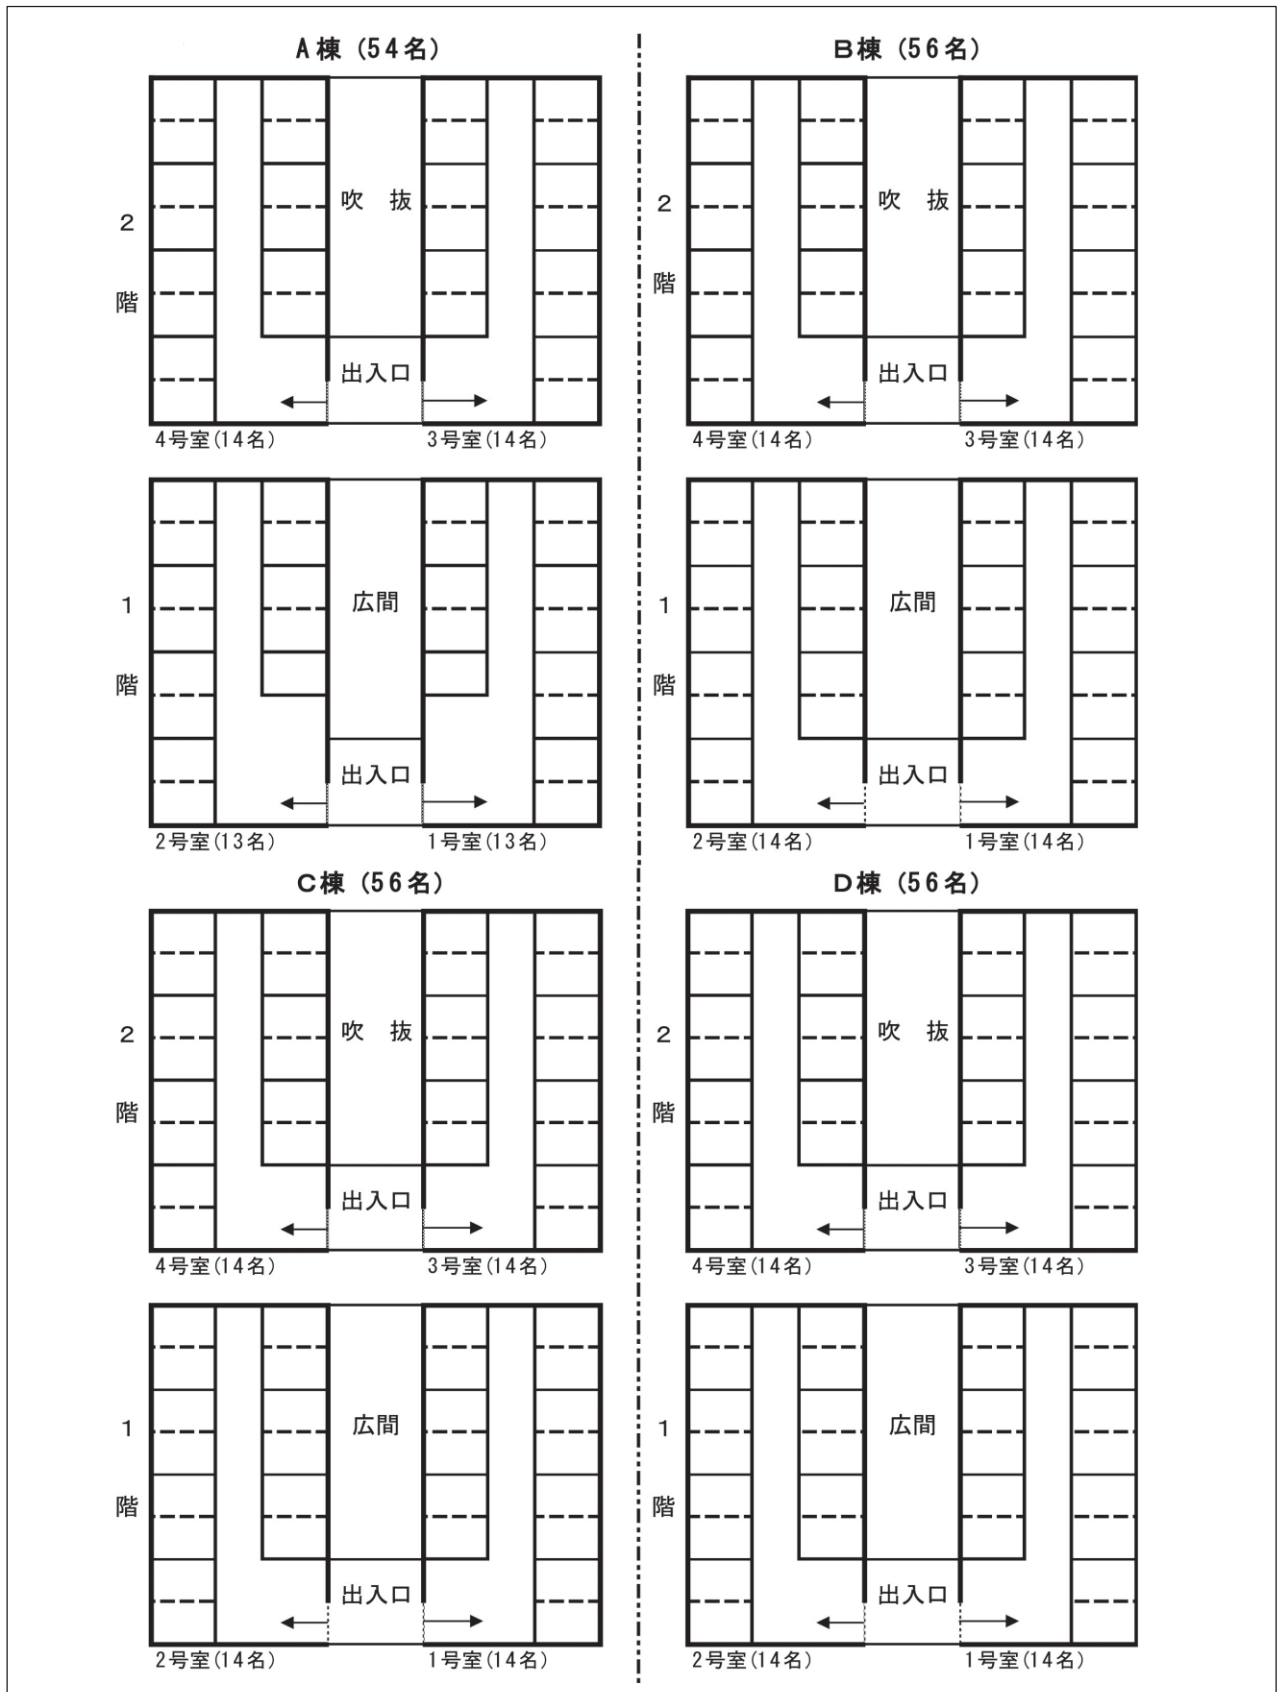 A棟 (54名)
2階
吹 抜
出入口
4号室(14名)
3号室(14名)
1階
広間
出入口
2号室(13名)
1号室(13名)
B棟 (56名)
2階
吹 抜
出入口
4号室(14名)
3号室(14名)
1階
広間
出入口
2号室(14名)
1号室(14名)
C棟 (56名)
2階
吹 抜
出入口
4号室(14名)
3号室(14名)
1階
広間
出入口
2号室(14名)
1号室(14名)
D棟 (56名)
2階
吹 抜
出入口
4号室(14名)
3号室(14名)
1階
広間
出入口
2号室(14名)
1号室(14名)